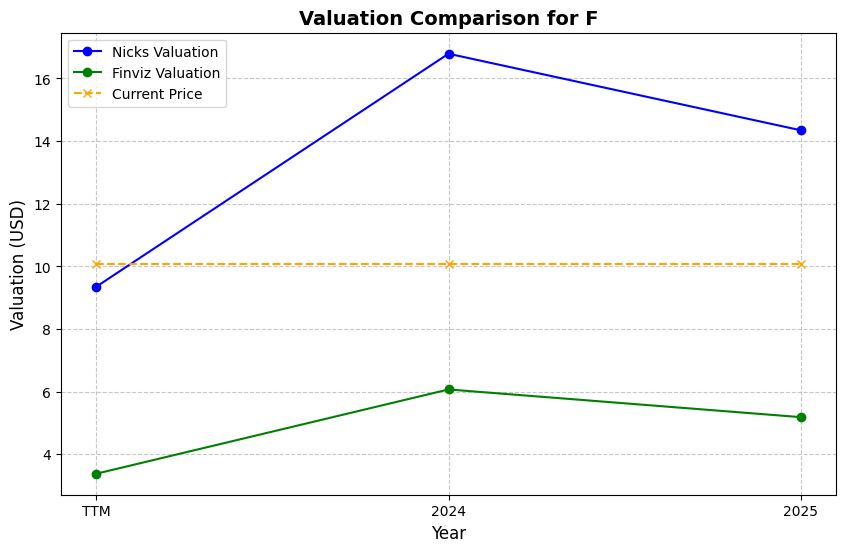 Valuation Comparison for F
Nicks Valuation
Finviz Valuation
Current Price
Valuation (USD)
16
14
12
10
8
6
4
TTM
2024
2025
Year